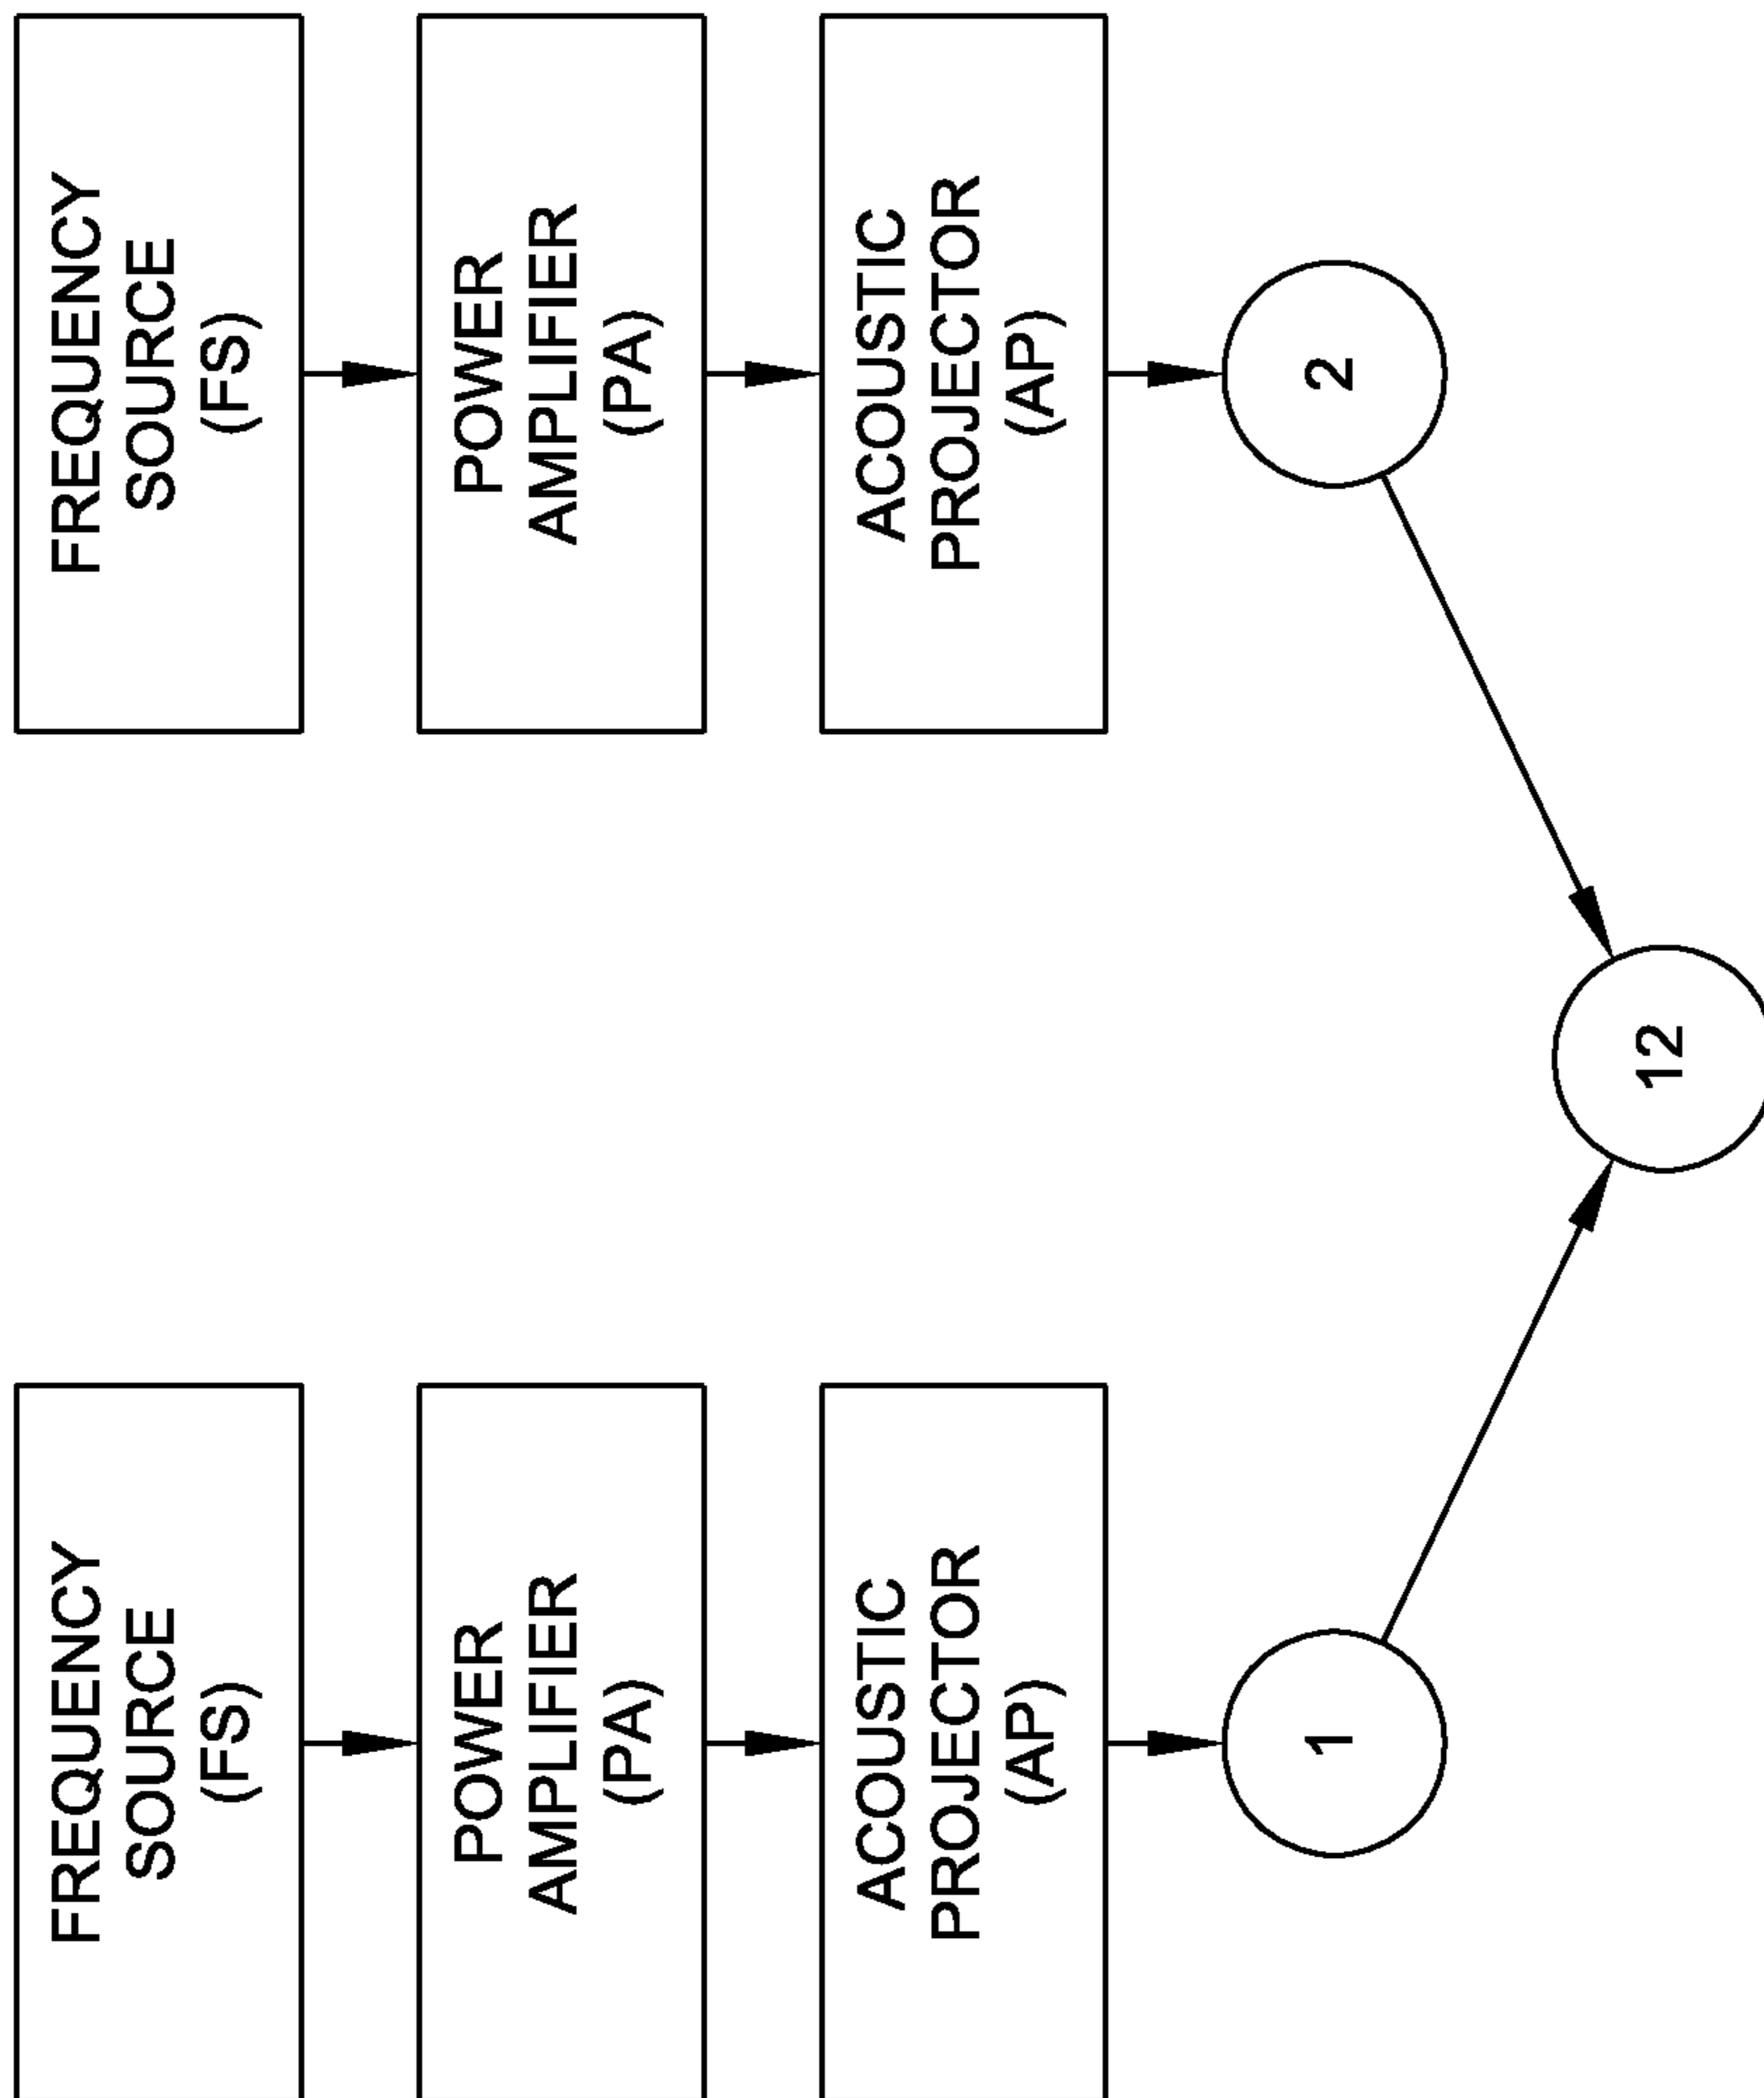 FREQUENCY
SOURCE
(FS)
POWER
AMPLIFIER
(PA)
ACOUSTIC
PROJECTOR
(AP)
1
FREQUENCY
SOURCE
(FS)
POWER
AMPLIFIER
(PA)
ACOUSTIC
PROJECTOR
(AP)
2
12